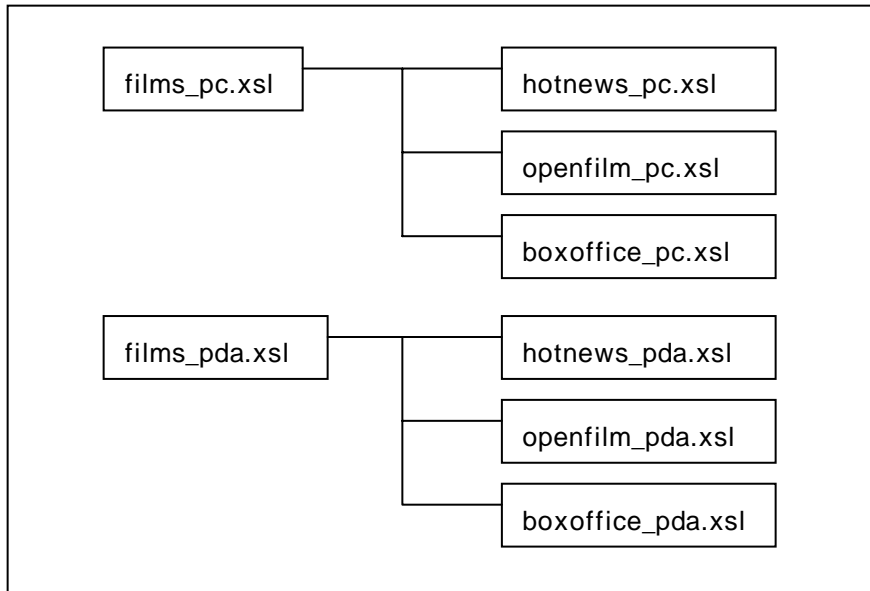 films_pc.xsl
hotnews_pc.xsl
openfilm_pc.xsl
boxoffice_pc.xsl
films_pda.xsl
hotnews_pda.xsl
openfilm_pda.xsl
boxoffice_pda.xsl